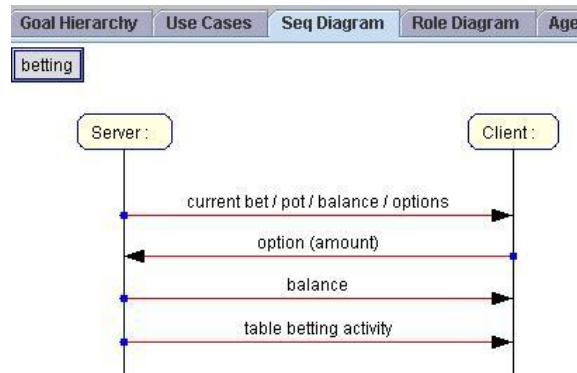 Goal Hierarchy Use Cases Seq Diagram Role Diagram Age
betting
Server : Client :
current bet / pot / balance / options
option (amount)
balance
table betting activity